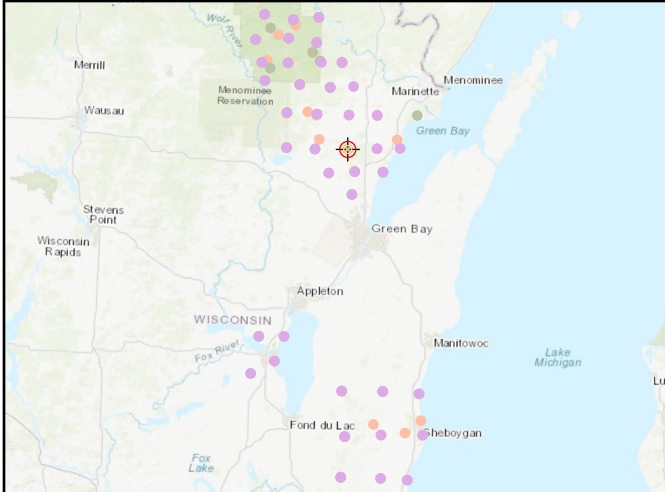 Wolf
River
Merrill
Menominee
Marinette
Menominee
Reservation
Wausau
Green Bay
Stevens
Point
Green Bay
Wisconsin
Rapids
Appleton
WISCONSIN
Manitowoc
Fox River
Lake
Michigan
Lu
Fond du Lac
Sheboygan
Fox
Lake